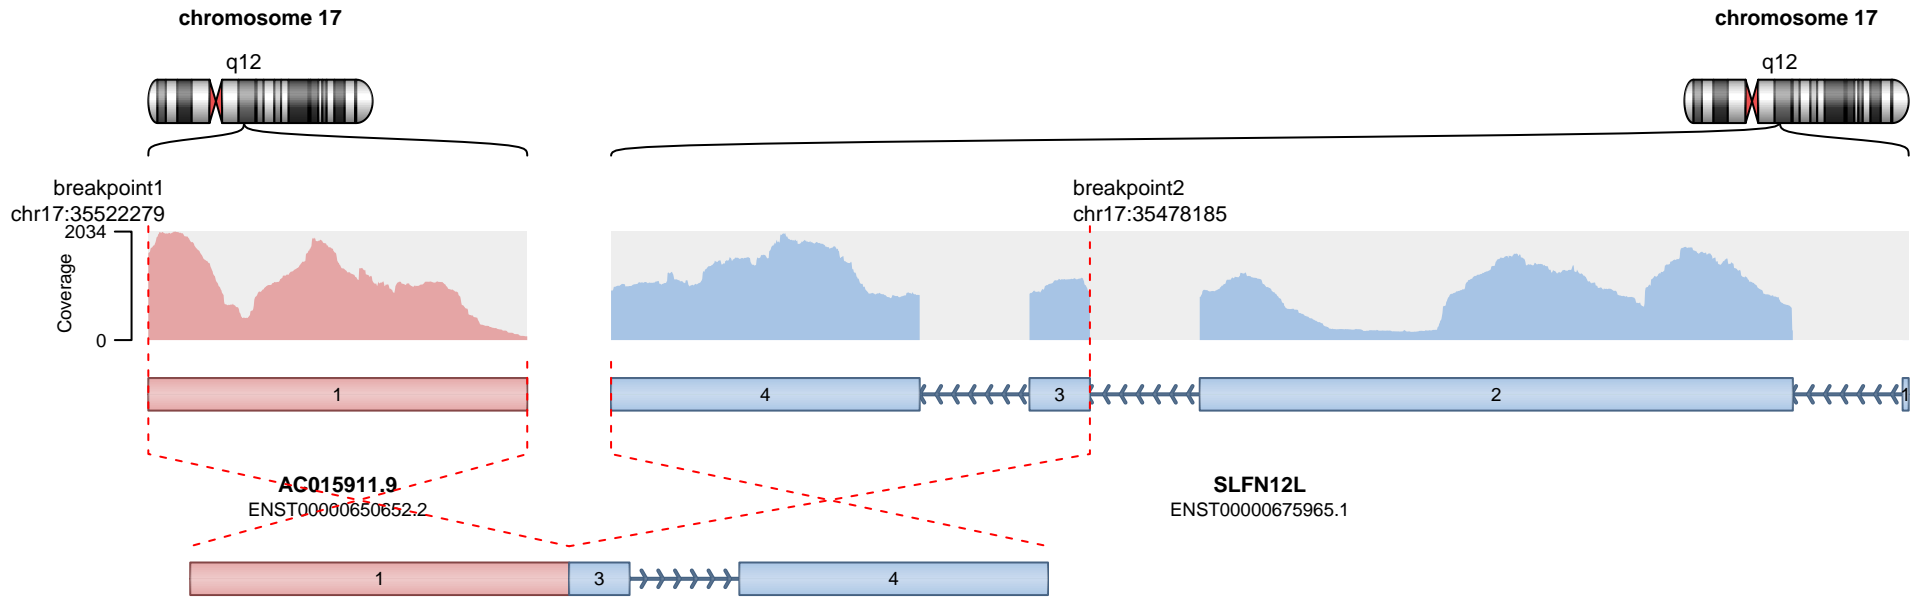 chromosome 17
chromosome 17
q12
q12
breakpoint1
chr17:35522279
breakpoint2
chr17:35478185
2034
Coverage
0
1
4
3
2
1
AC015911.9
ENST00000650652.2
SLFN12L
ENST00000675965.1
1
3
4